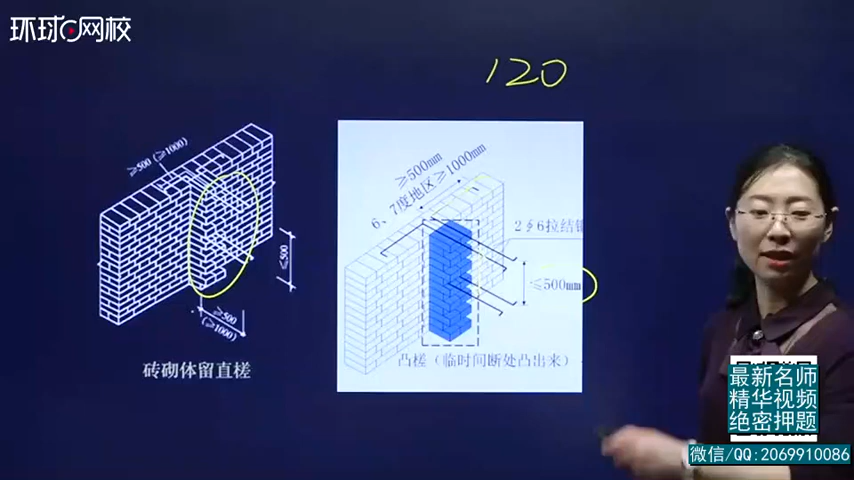 环球网校
120
≥500 (≥1000)
≤500
≥500
(≥1000)
砖砌体留直槎
≥500mm
6、7度地区≥1000mm
2∮6拉结钢
≤500mm
凸槎（临时间断处凸出来）
最新名师
精华视频
绝密押题
微信/QQ:2069910086